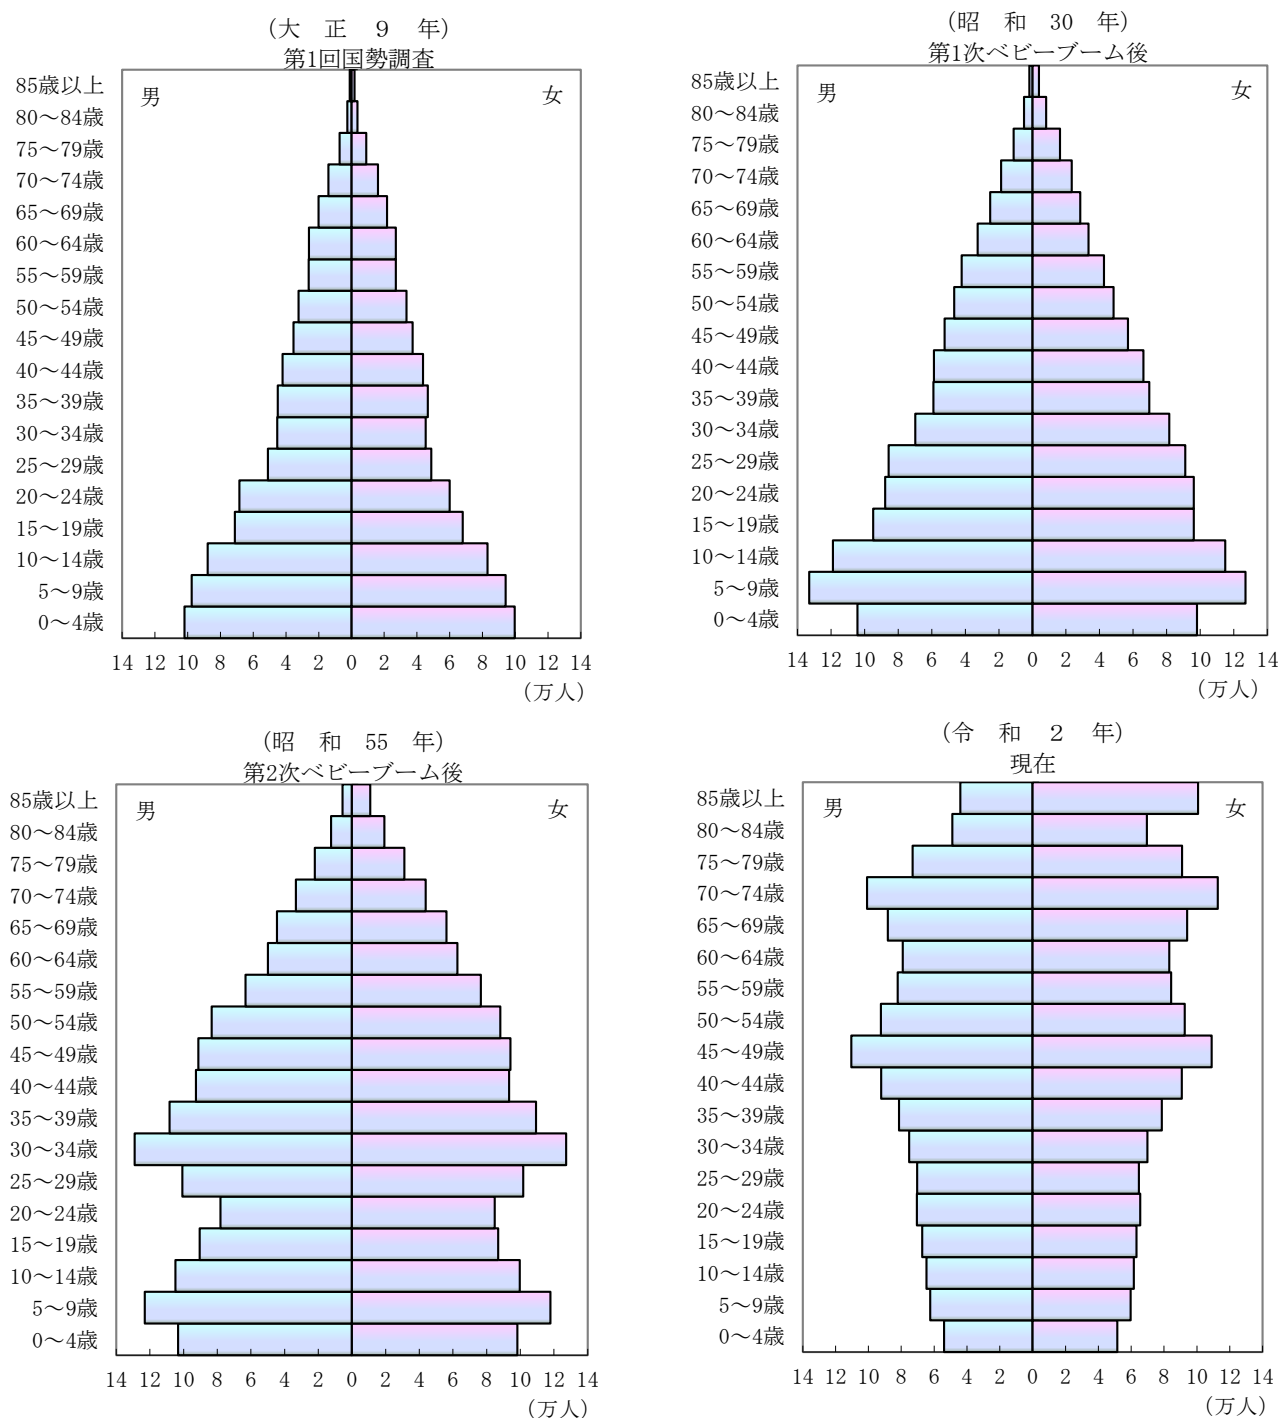 (大 正 9 年)
第1回国勢調査
男
女
85歳以上
80～84歳
75～79歳
70～74歳
65～69歳
60～64歳
55～59歳
50～54歳
45～49歳
40～44歳
35～39歳
30～34歳
25～29歳
20～24歳
15～19歳
10～14歳
5～9歳
0～4歳
14 12 10 8 6 4 2 0 2 4 6 8 10 12 14
(万人)
(昭 和 30 年)
第1次ベビーブーム後
男
女
85歳以上
80～84歳
75～79歳
70～74歳
65～69歳
60～64歳
55～59歳
50～54歳
45～49歳
40～44歳
35～39歳
30～34歳
25～29歳
20～24歳
15～19歳
10～14歳
5～9歳
0～4歳
14 12 10 8 6 4 2 0 2 4 6 8 10 12 14
(万人)
(昭 和 55 年)
第2次ベビーブーム後
男
女
85歳以上
80～84歳
75～79歳
70～74歳
65～69歳
60～64歳
55～59歳
50～54歳
45～49歳
40～44歳
35～39歳
30～34歳
25～29歳
20～24歳
15～19歳
10～14歳
5～9歳
0～4歳
14 12 10 8 6 4 2 0 2 4 6 8 10 12 14
(万人)
(令 和 2 年)
現在
男
女
85歳以上
80～84歳
75～79歳
70～74歳
65～69歳
60～64歳
55～59歳
50～54歳
45～49歳
40～44歳
35～39歳
30～34歳
25～29歳
20～24歳
15～19歳
10～14歳
5～9歳
0～4歳
14 12 10 8 6 4 2 0 2 4 6 8 10 12 14
(万人)